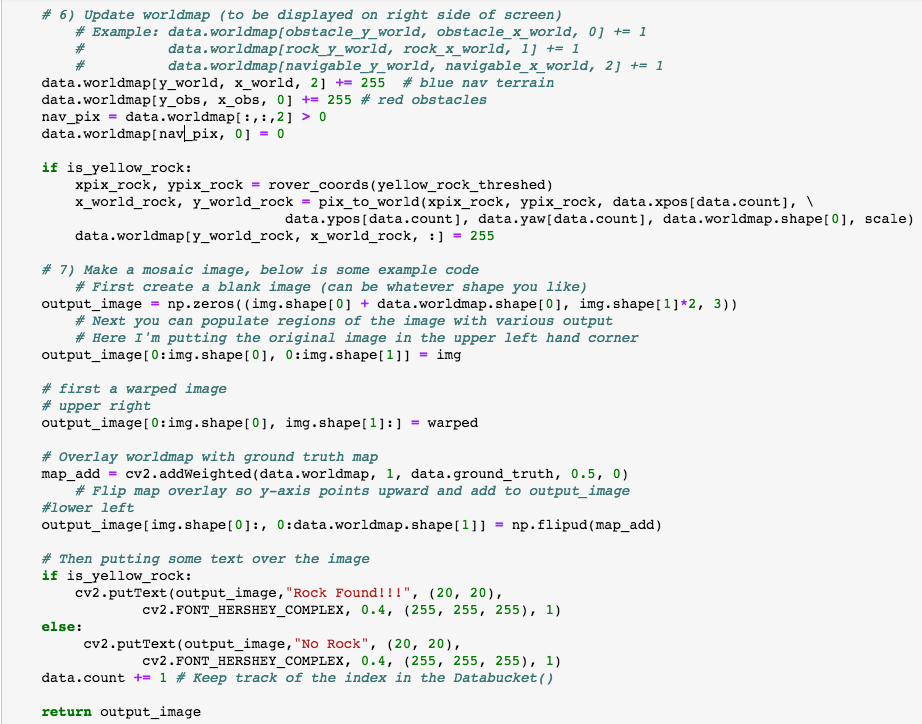 # 6) Update worldmap (to be displayed on right side of screen)
    # Example: data.worldmap[obstacle_y_world, obstacle_x_world, 0] += 1
    #          data.worldmap[rock_y_world, rock_x_world, 1] += 1
    #          data.worldmap[navigable_y_world, navigable_x_world, 2] += 1
data.worldmap[y_world, x_world, 2] += 255  # blue nav terrain
data.worldmap[y_obs, x_obs, 0] += 255 # red obstacles
nav_pix = data.worldmap[:,:,2] > 0
data.worldmap[nav_pix, 0] = 0

if is_yellow_rock:
    xpix_rock, ypix_rock = rover_coords(yellow_rock_threshed)
    x_world_rock, y_world_rock = pix_to_world(xpix_rock, ypix_rock, data.xpos[data.count], \
                             data.ypos[data.count], data.yaw[data.count], data.worldmap.shape[0], scale)
    data.worldmap[y_world_rock, x_world_rock, :] = 255

# 7) Make a mosaic image, below is some example code
    # First create a blank image (can be whatever shape you like)
output_image = np.zeros((img.shape[0] + data.worldmap.shape[0], img.shape[1]*2, 3))
    # Next you can populate regions of the image with various output
    # Here I'm putting the original image in the upper left hand corner
output_image[0:img.shape[0], 0:img.shape[1]] = img

# first a warped image
# upper right
output_image[0:img.shape[0], img.shape[1]:] = warped

# Overlay worldmap with ground truth map
map_add = cv2.addWeighted(data.worldmap, 1, data.ground_truth, 0.5, 0)
    # Flip map overlay so y-axis points upward and add to output_image
#lower left
output_image[img.shape[0]:, 0:data.worldmap.shape[1]] = np.flipud(map_add)

# Then putting some text over the image
if is_yellow_rock:
    cv2.putText(output_image,"Rock Found!!!", (20, 20),
            cv2.FONT_HERSHEY_COMPLEX, 0.4, (255, 255, 255), 1)
else:
     cv2.putText(output_image,"No Rock", (20, 20),
            cv2.FONT_HERSHEY_COMPLEX, 0.4, (255, 255, 255), 1)
data.count += 1 # Keep track of the index in the Databucket()

return output_image